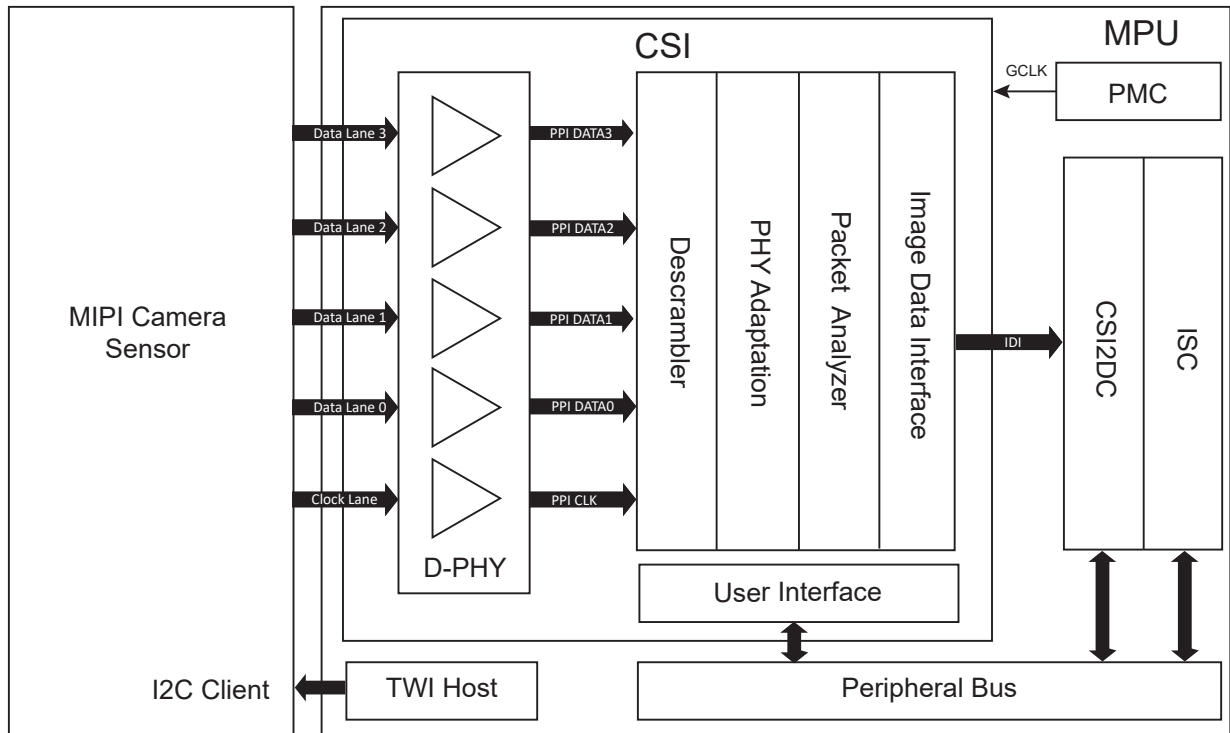 CSI
MPU
GCLK
PMC
Data Lane 3
PPI DATA3
Data Lane 2
PPI DATA2
Data Lane 1
PPI DATA1
Data Lane 0
PPI DATA0
Clock Lane
PPI CLK
MIPI Camera
Sensor
D-PHY
Descrambler
PHY Adaptation
Packet Analyzer
Image Data Interface
IDI
CSI2DC
ISC
User Interface
I2C Client
TWI Host
Peripheral Bus